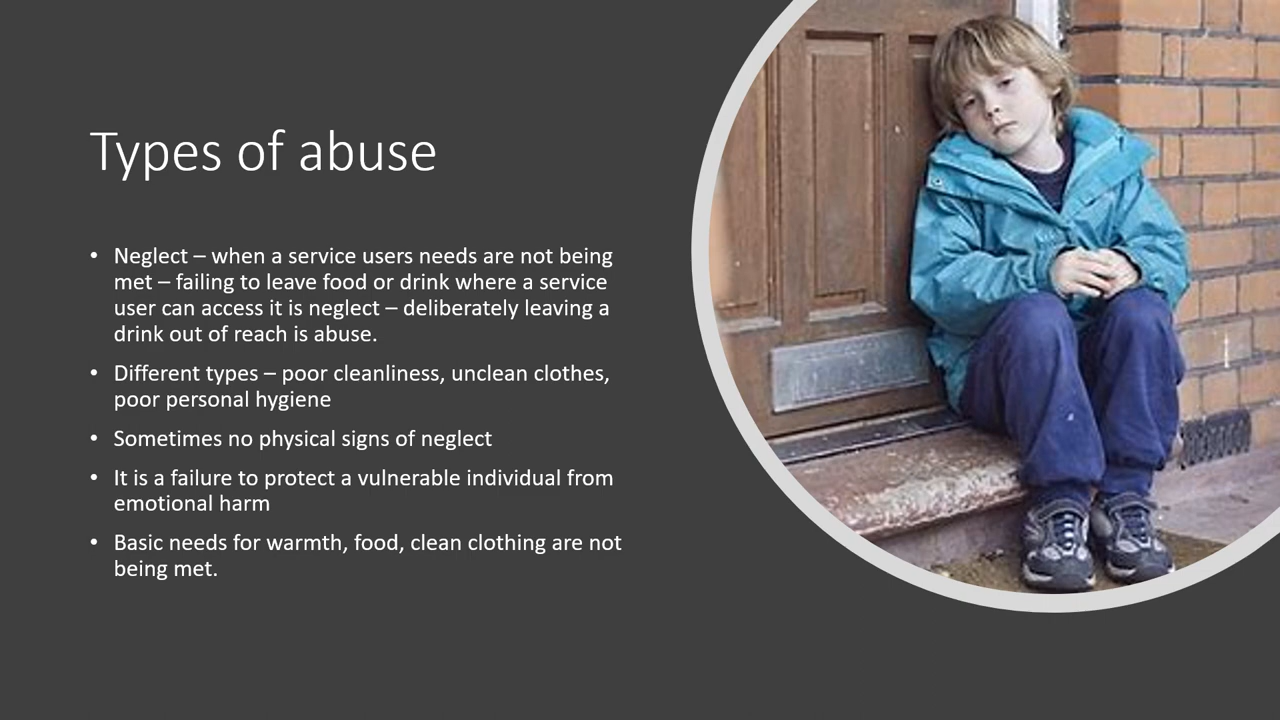 Types of abuse
• Neglect – when a service users needs are not being
met – failing to leave food or drink where a service
user can access it is neglect – deliberately leaving a
drink out of reach is abuse.
• Different types – poor cleanliness, unclean clothes,
poor personal hygiene
• Sometimes no physical signs of neglect
• It is a failure to protect a vulnerable individual from
emotional harm
• Basic needs for warmth, food, clean clothing are not
being met.